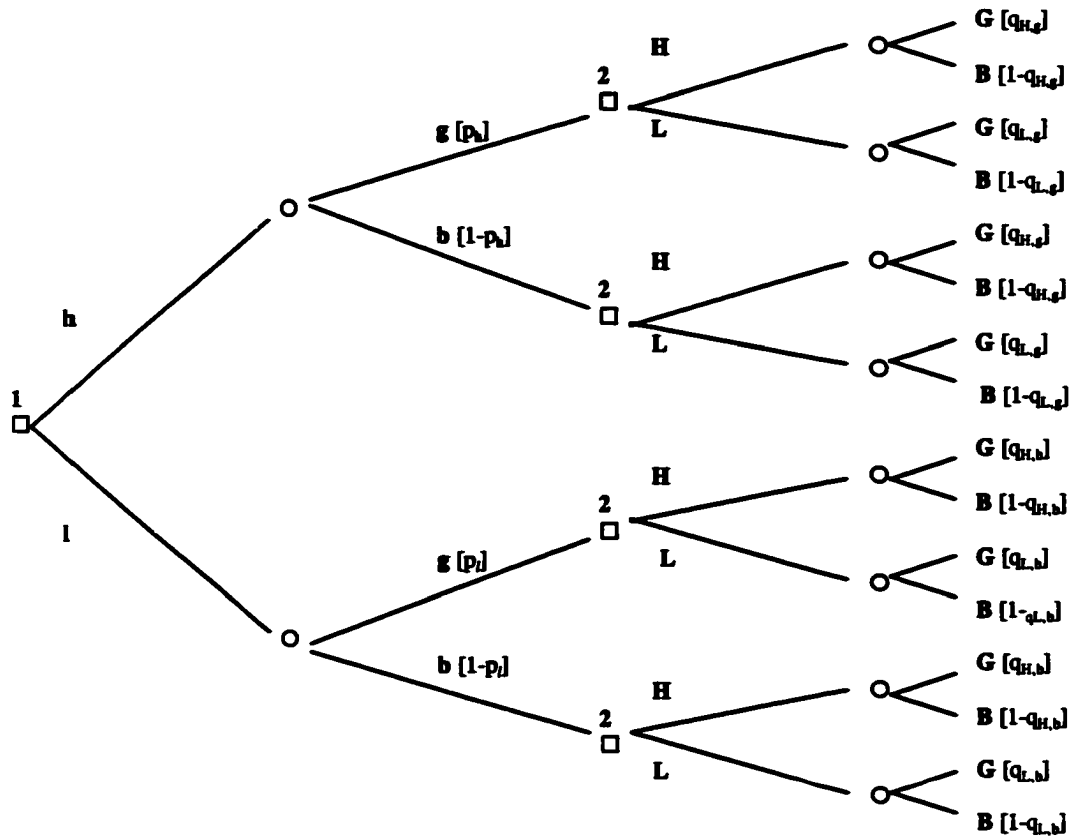 G [q_H,g]
H
B [1-q_H,g]
2
G [q_L,g]
L
g [p_h]
B [1-q_L,g]
b [1-p_h]
G [q_H,g]
H
B [1-q_H,g]
2
h
G [q_L,g]
L
B [1-q_L,g]
1
G [q_H,b]
H
B [1-q_H,b]
2
l
G [q_L,b]
g [p_l]
L
B [1-q_L,b]
b [1-p_l]
G [q_H,b]
H
B [1-q_H,b]
2
G [q_L,b]
L
B [1-q_L,b]